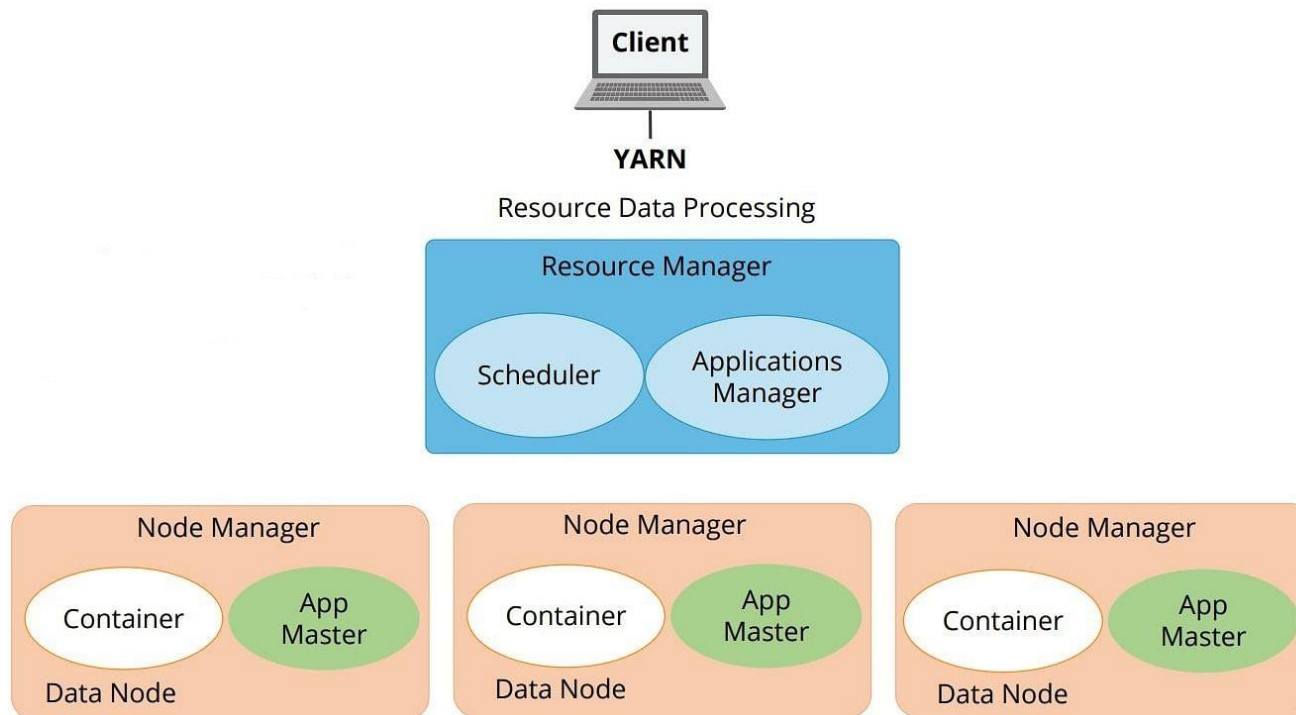 Client
YARN
Resource Data Processing
Resource Manager
Scheduler
Applications
Manager
Node Manager
Container
App
Master
Data Node
Node Manager
Container
App
Master
Data Node
Node Manager
Container
App
Master
Data Node